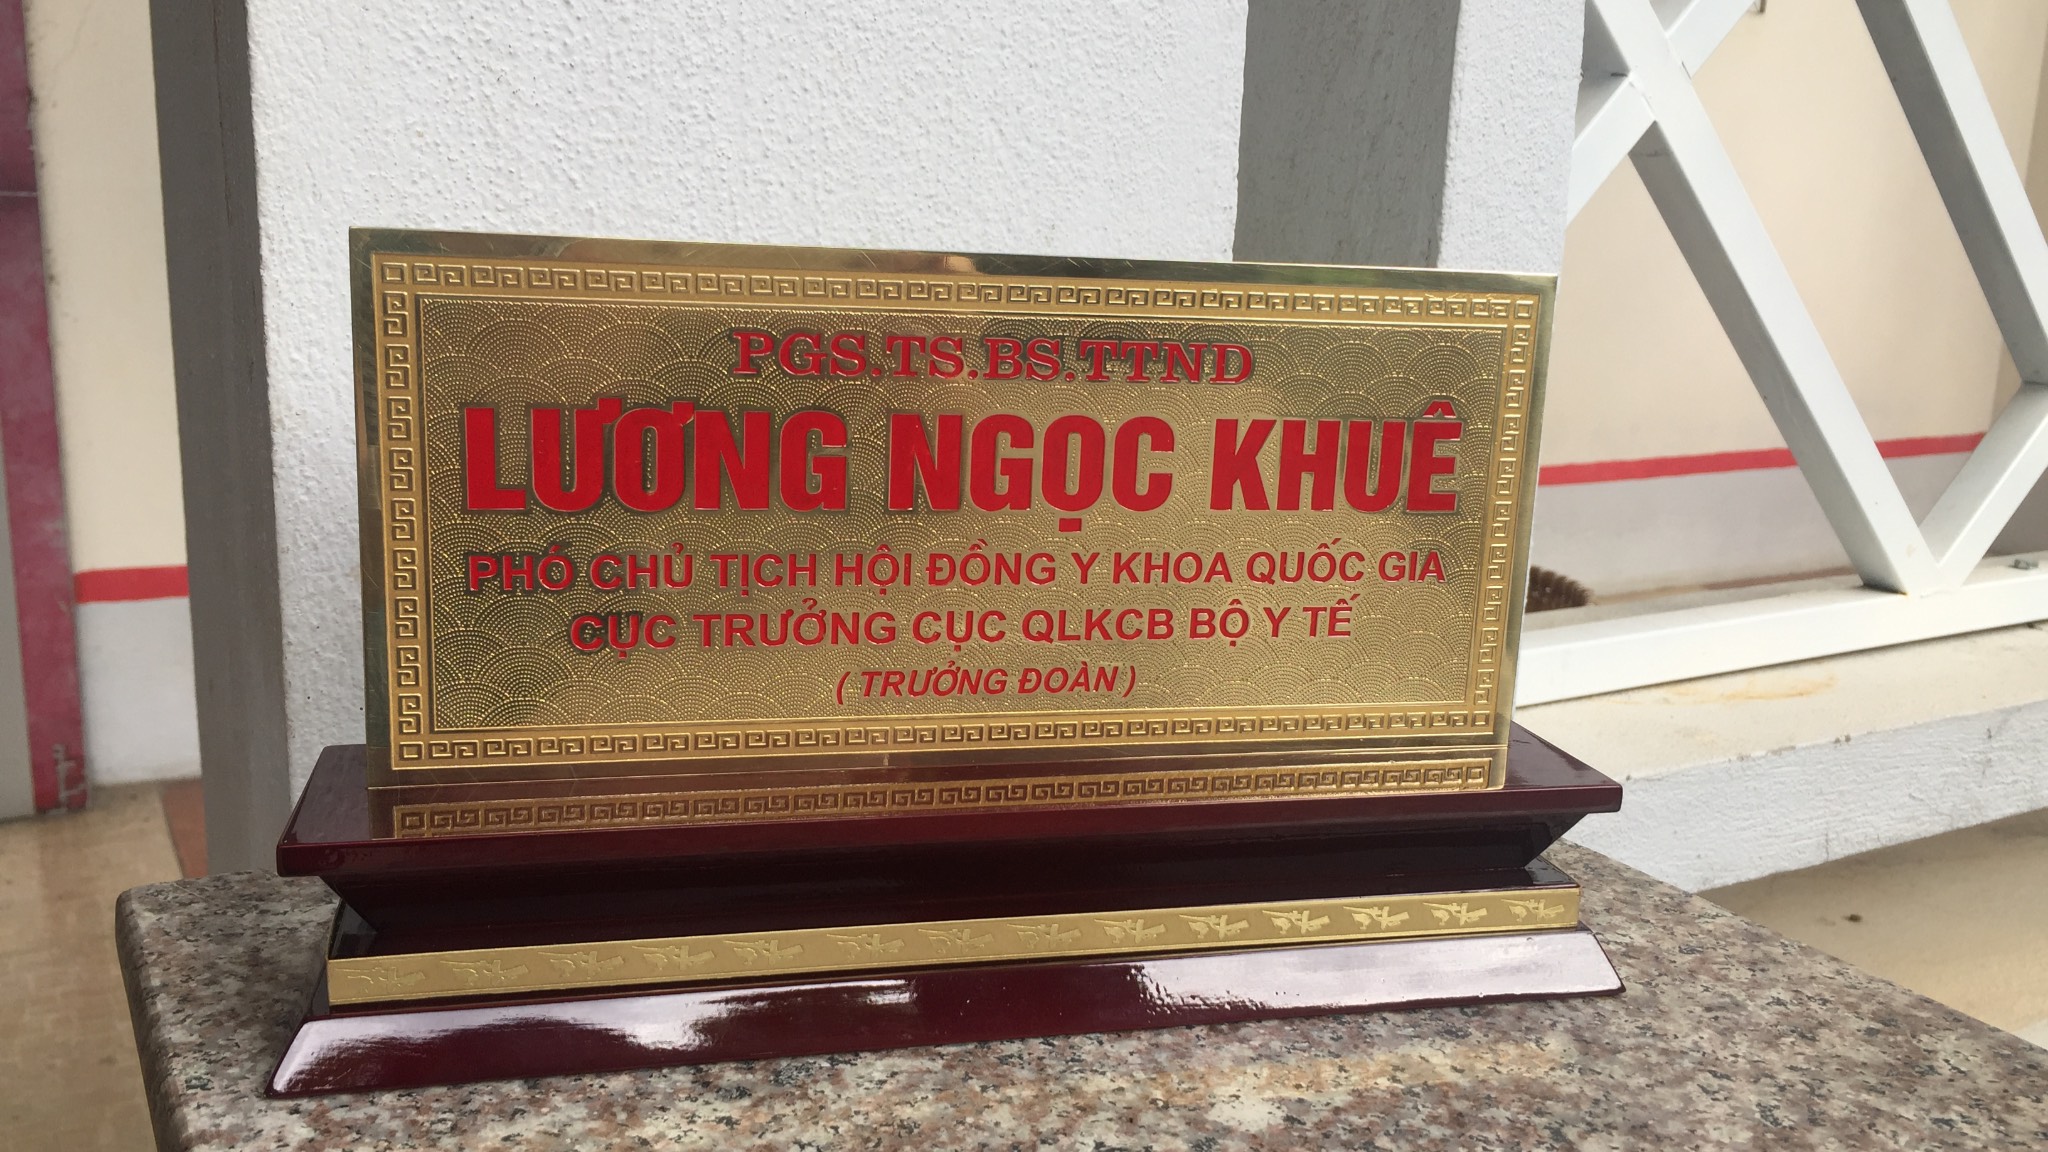 PGS.TS.BS.TTND
LƯƠNG NGỌC KHUÊ
PHÓ CHỦ TỊCH HỘI ĐỒNG Y KHOA QUỐC GIA
CỤC TRƯỞNG CỤC QLKCB BỘ Y TẾ
( TRƯỞNG ĐOÀN )